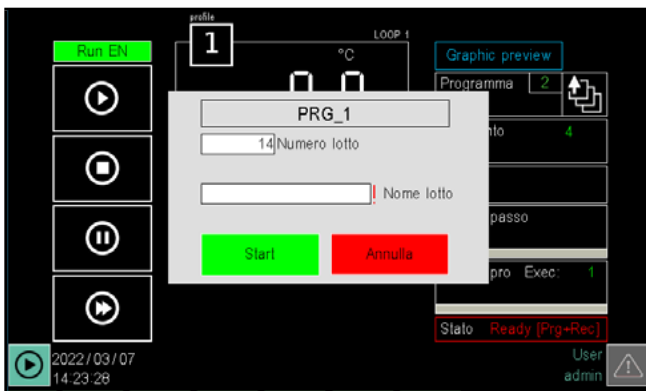 profile
1
LOOP 1
Run EN
°C
Graphic preview
Programma 2
PRG_1
14 Numero lotto
nto 4
! Nome lotto
passo
Start
Annulla
pro Exec: 1
Stato Ready [Prg+Rec]
2022/03/07
14:23:28
User
admin